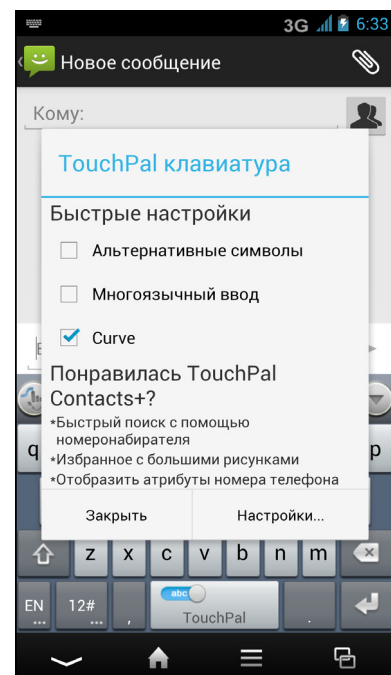 3G 6:33
Новое сообщение
Кому:
TouchPal клавиатура
Быстрые настройки
Альтернативные символы
Многоязычный ввод
Curve
Понравилась TouchPal
Contacts+?
*Быстрый поиск с помощью
номеронабирателя
*Избранное с большими рисунками
*Отобразить атрибуты номера телефона
Закрыть Настройки...
q p
z x c v b n m
EN 12# , abc .
... ... TouchPal